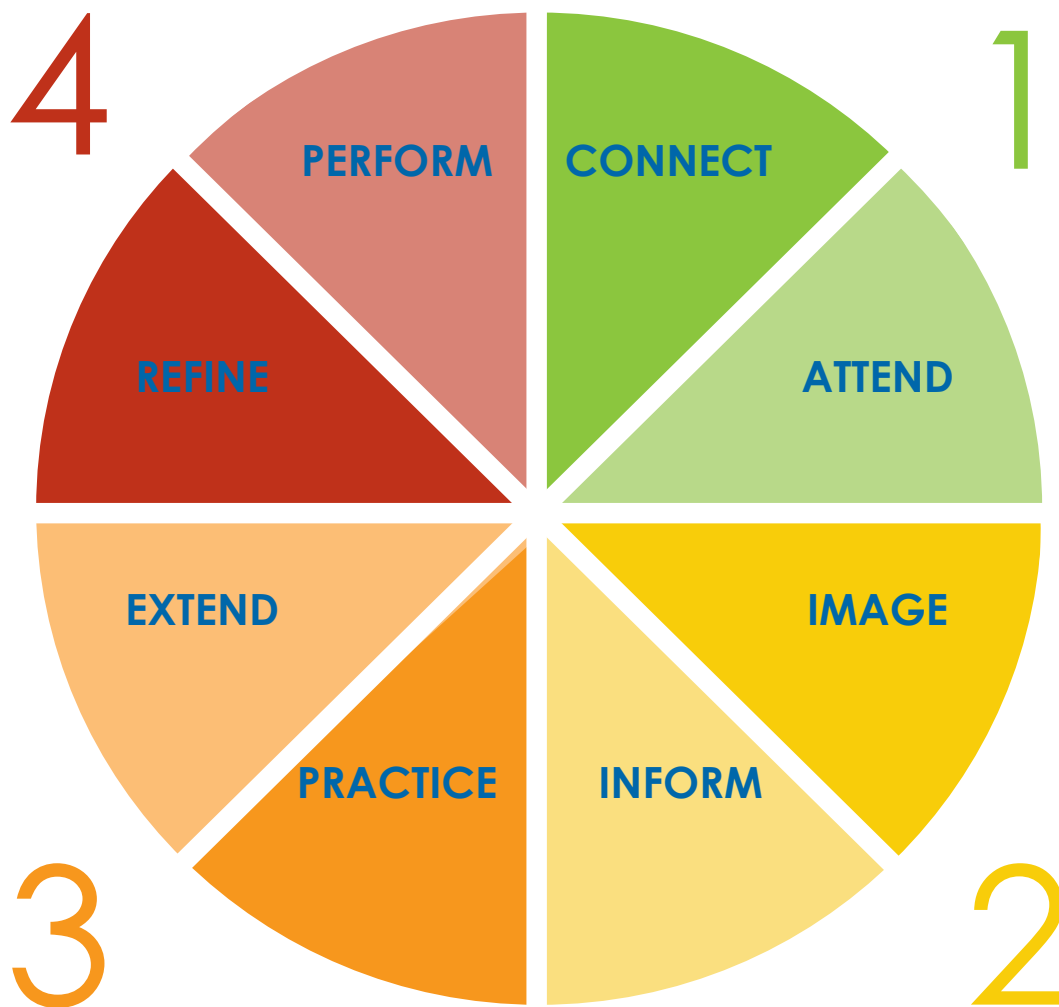 4
1
PERFORM
CONNECT
REFINE
ATTEND
EXTEND
IMAGE
PRACTICE
INFORM
3
2